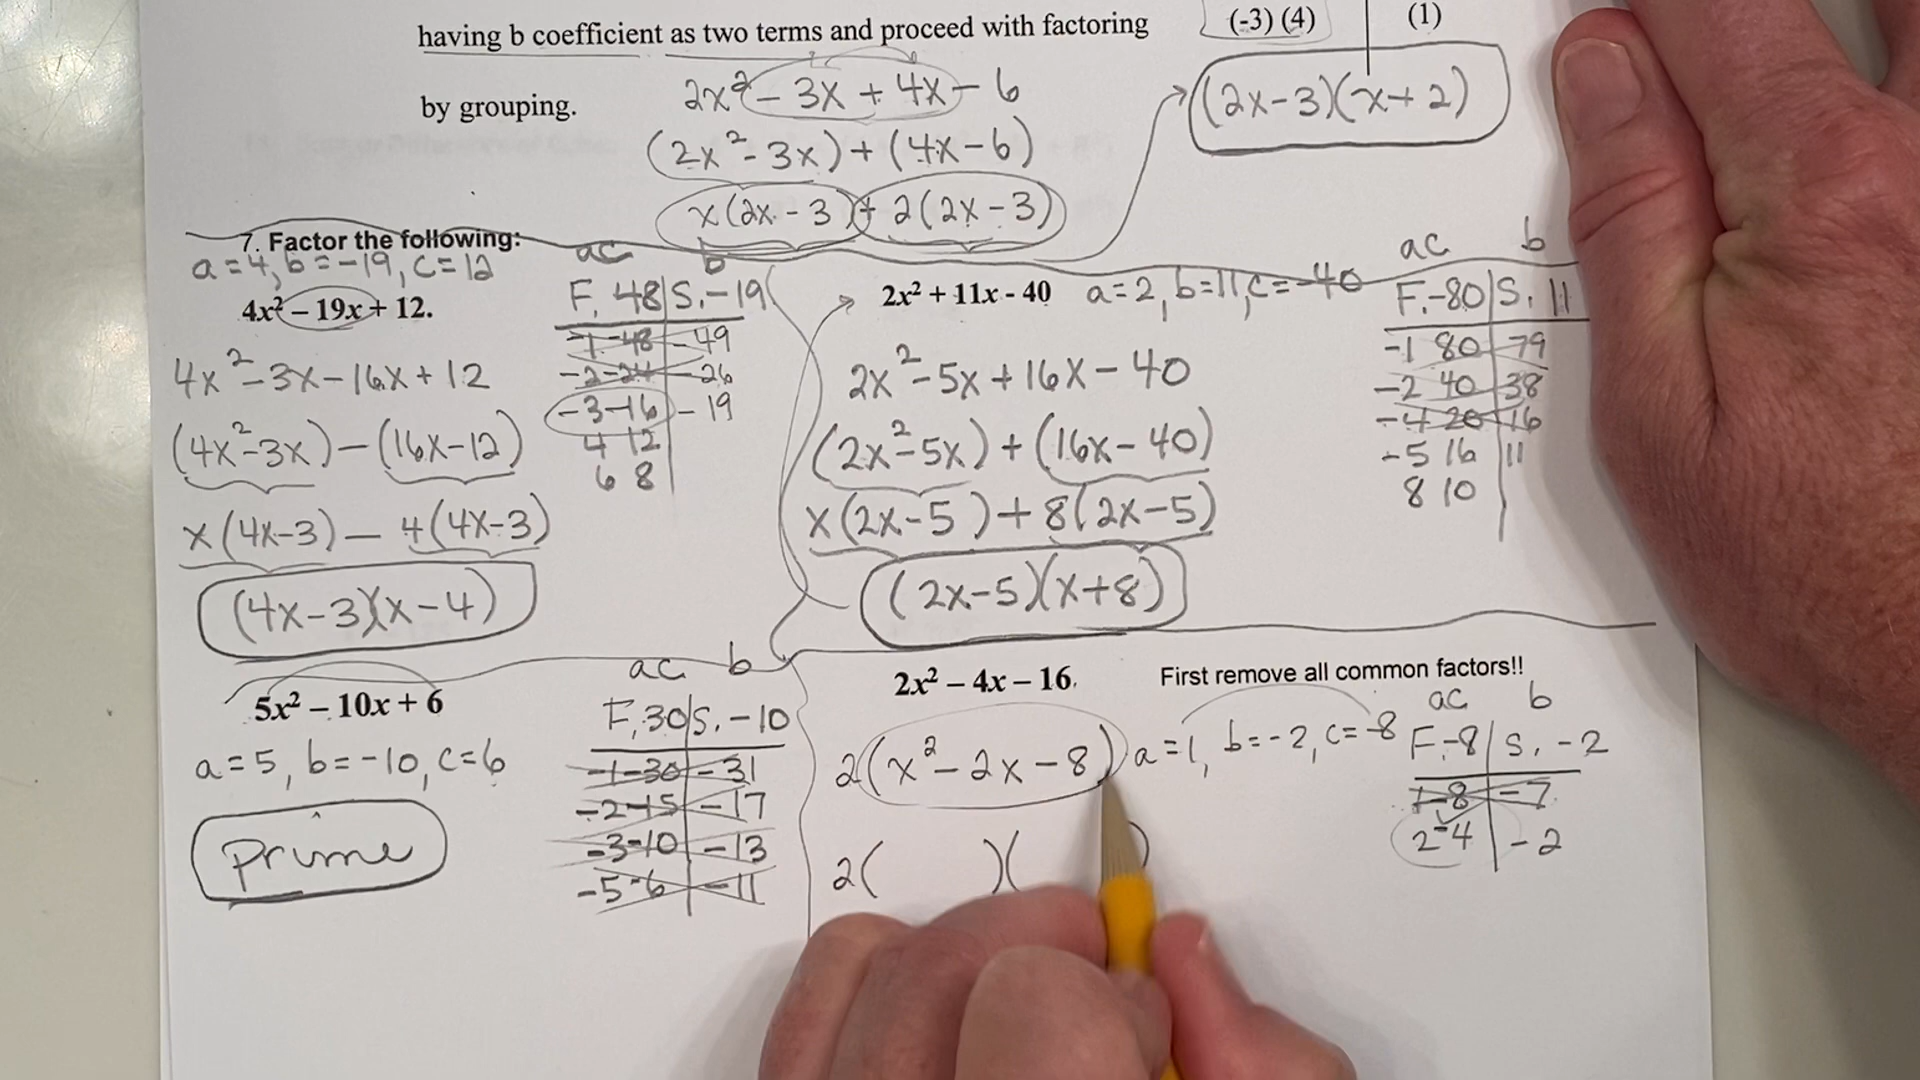 having b coefficient as two terms and proceed with factoring
by grouping.
2x² - 3x + 4x - 6
(2x² - 3x) + (4x - 6)
x(2x - 3) + 2(2x - 3)
(-3) (4)
(1)
(2x-3)(x+2)
7. Factor the following:
a=4, b=-19, c=12
4x² – 19x + 12.
4x²-3x-16x+12
(4x²-3x)-(16x-12)
x(4x-3) - 4(4x-3)
(4x-3)(x-4)
ac b
F. 48 S. -19
-1 -48 -49
-2 -24 -26
-3 -16 -19
4 12
6 8
2x² + 11x - 40 a=2, b=11, c=-40
2x²-5x+16x-40
(2x²-5x)+(16x-40)
x(2x-5)+8(2x-5)
(2x-5)(x+8)
ac b
F. -80 S. 11
-1 80 79
-2 40 38
-4 20 16
-5 16 11
8 10
5x² – 10x + 6
a=5, b=-10, c=6
prime
ac b
F. 30 S. -10
-1 -30 -31
-2 -15 -17
-3 -10 -13
-5 -6 -11
2x² – 4x – 16.
First remove all common factors!!
2(x²-2x-8) a=1, b=-2, c=-8
2( )( )
ac b
F. -8 S. -2
1 -8 -7
2 -4 -2